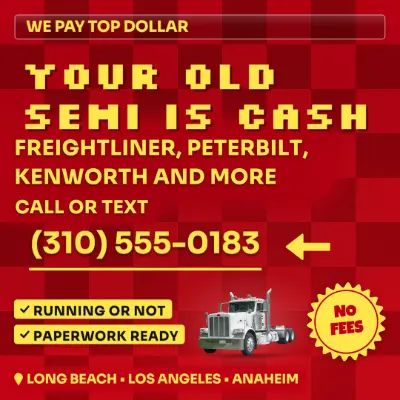 WE PAY TOP DOLLAR
YOUR OLD
SEMI IS CASH
FREIGHTLINER, PETERBILT,
KENWORTH AND MORE
CALL OR TEXT
(310) 555-0183
RUNNING OR NOT
PAPERWORK READY
NO
FEES
LONG BEACH • LOS ANGELES • ANAHEIM